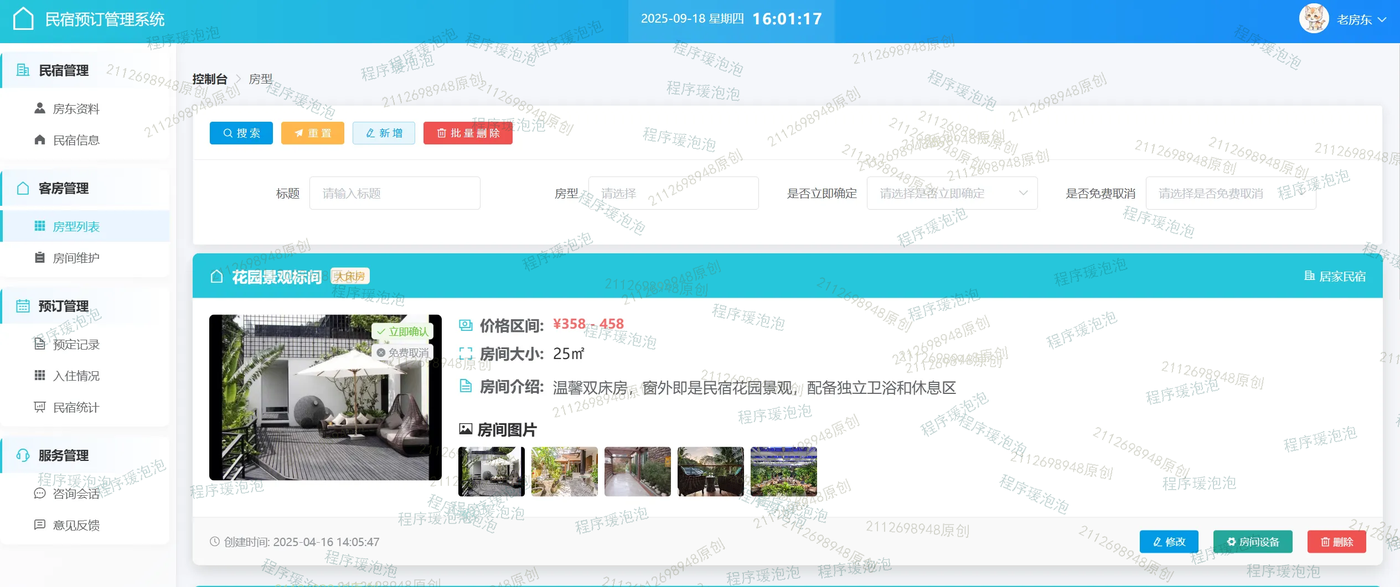 民宿预订管理系统
2025-09-18 星期四 16:01:17
老房东
民宿管理
房东资料
民宿信息
客房管理
房型列表
房间维护
预订管理
预定记录
入住情况
民宿统计
服务管理
咨询会话
意见反馈
控制台 > 房型
搜索 重置 新增 批量删除
标题 请输入标题 房型 请选择 是否立即确定 请选择是否立即确定 是否免费取消 请选择是否免费取消
花园景观标间 大床房 居家民宿
立即确认
免费取消
价格区间: ¥358 - 458
房间大小: 25㎡
房间介绍: 温馨双床房，窗外即是民宿花园景观，配备独立卫浴和休息区
房间图片
创建时间: 2025-04-16 14:05:47
修改 房间设备 删除
程序瑗泡泡
2112698948原创